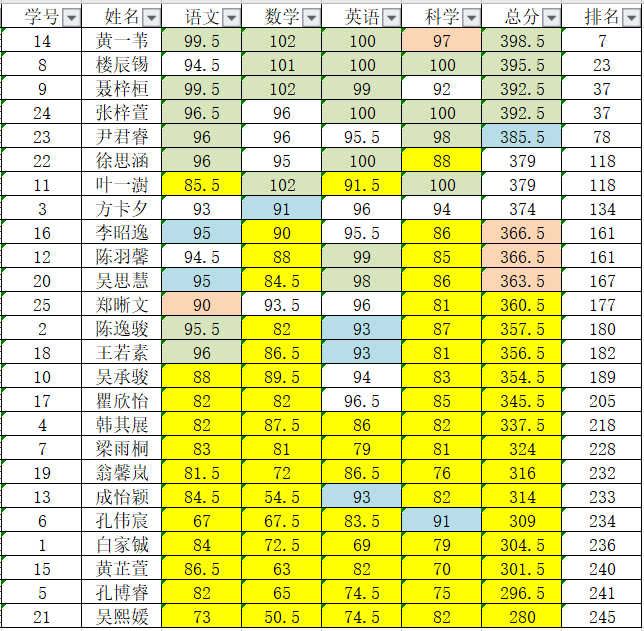 学号 姓名 语文 数学 英语 科学 总分 排名
14 黄一苇 99.5 102 100 97 398.5 7
8 楼辰锡 94.5 101 100 100 395.5 23
9 聂梓桓 99.5 102 99 92 392.5 37
24 张梓萱 96.5 96 100 100 392.5 37
23 尹君睿 96 96 95.5 98 385.5 78
22 徐思涵 96 95 100 88 379 118
11 叶一澍 85.5 102 91.5 100 379 118
3 方卡夕 93 91 96 94 374 134
16 李昭逸 95 90 95.5 86 366.5 161
12 陈羽馨 94.5 88 99 85 366.5 161
20 吴思慧 95 84.5 98 86 363.5 167
25 郑晰文 90 93.5 96 81 360.5 177
2 陈逸骏 95.5 82 93 87 357.5 180
18 王若素 96 86.5 93 81 356.5 182
10 吴承骏 88 89.5 94 83 354.5 189
17 瞿欣怡 82 82 96.5 85 345.5 205
4 韩其展 82 87.5 86 82 337.5 218
7 梁雨桐 83 81 79 81 324 228
19 翁馨岚 81.5 72 86.5 76 316 232
13 成怡颖 84.5 54.5 93 82 314 233
6 孔伟宸 67 67.5 83.5 91 309 234
1 白家铖 84 72.5 69 79 304.5 236
15 黄芷萱 86.5 63 82 70 301.5 240
5 孔博睿 82 65 74.5 75 296.5 241
21 吴熙媛 73 50.5 74.5 82 280 245